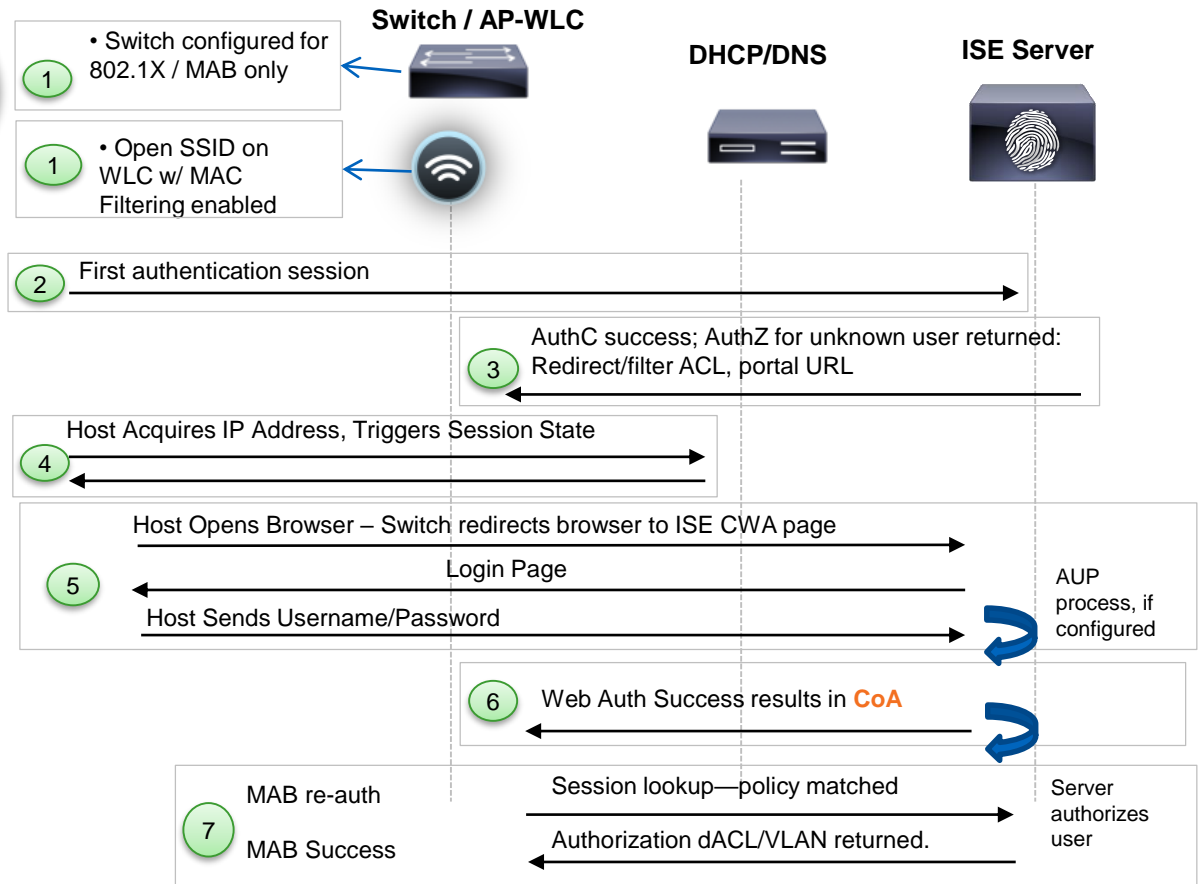 Switch / AP-WLC
DHCP/DNS
ISE Server
1
• Switch configured for
802.1X / MAB only
1
• Open SSID on
WLC w/ MAC
Filtering enabled
2
First authentication session
3
AuthC success; AuthZ for unknown user returned:
Redirect/filter ACL, portal URL
4
Host Acquires IP Address, Triggers Session State
5
Host Opens Browser – Switch redirects browser to ISE CWA page
Login Page
Host Sends Username/Password
AUP
process, if
configured
6
Web Auth Success results in CoA
7
MAB re-auth
MAB Success
Session lookup—policy matched
Authorization dACL/VLAN returned.
Server
authorizes
user